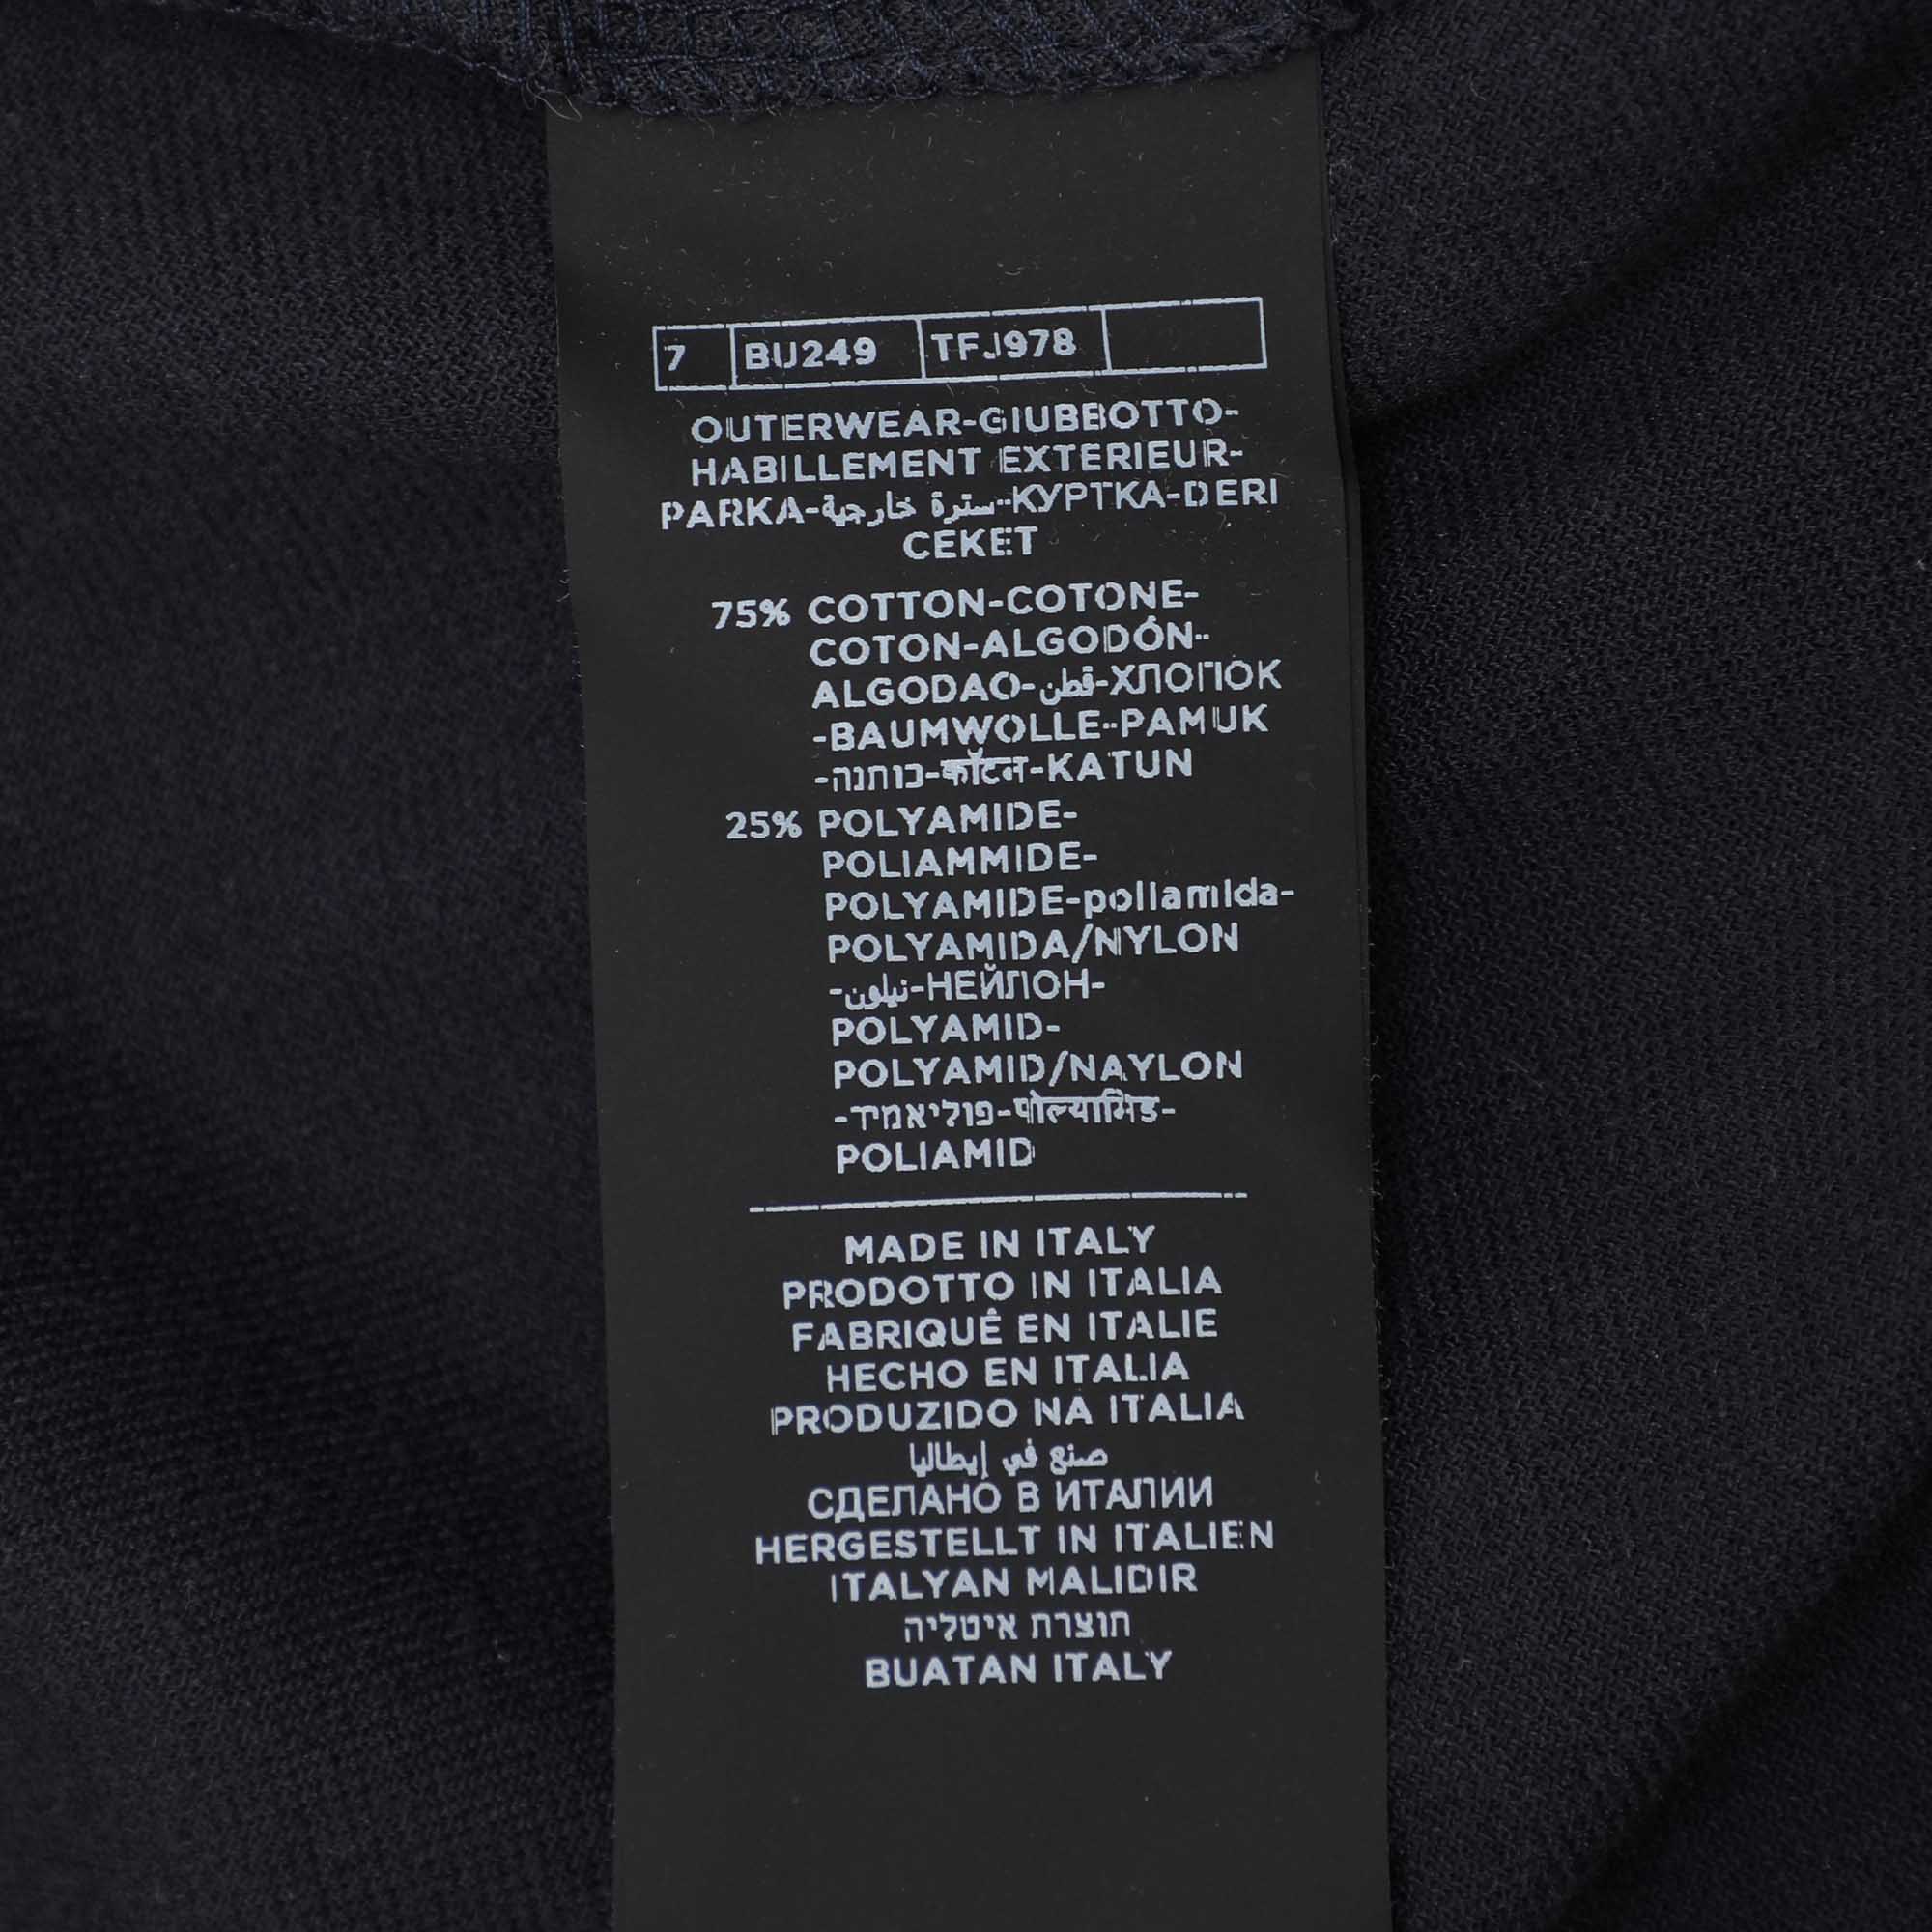 7 BU249 TFJ978
OUTERWEAR-GIUBBOTTO-
HABILLEMENT EXTERIEUR-
PARKA-سترة خارجية-КУРТКА-DERI
CEKET
75% COTTON-COTONE-
COTON-ALGODÓN-
ALGODAO-قطن-ХЛОПОК
-BAUMWOLLE-PAMUK
-כותנה-कॉटन-KATUN
25% POLYAMIDE-
POLIAMMIDE-
POLYAMIDE-poliamida-
POLYAMIDA/NYLON
-نيلون-НЕЙЛОН-
POLYAMID-
POLYAMID/NAYLON
-פוליאמיד-पोल्यामिड-
POLIAMID
MADE IN ITALY
PRODOTTO IN ITALIA
FABRIQUÉ EN ITALIE
HECHO EN ITALIA
PRODUZIDO NA ITALIA
صنع في إيطاليا
СДЕЛАНО В ИТАЛИИ
HERGESTELLT IN ITALIEN
ITALYAN MALIDIR
תוצרת איטליה
BUATAN ITALY